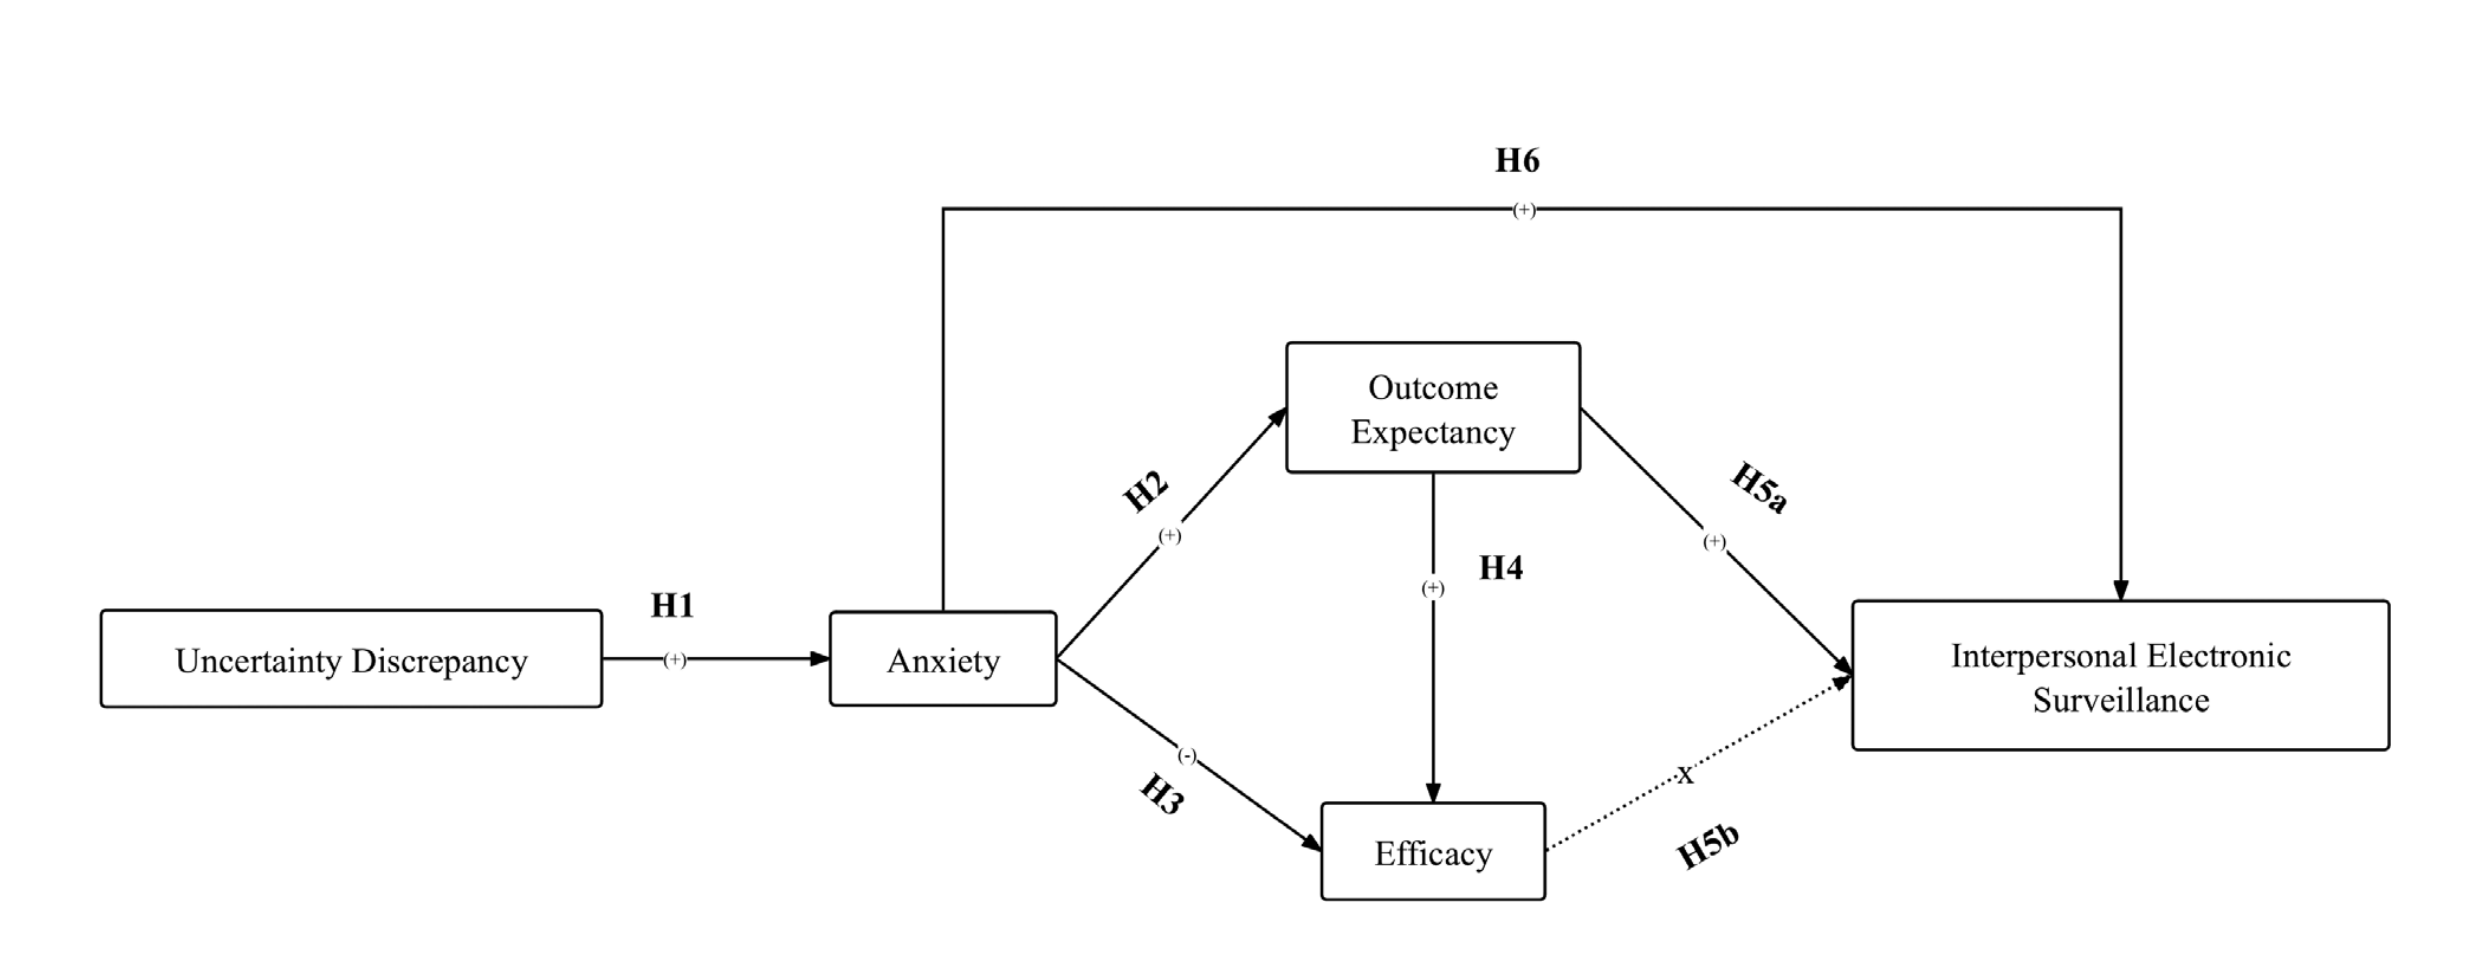 H6
(+)
Outcome
Expectancy
H2
(+)
H5a
(+)
H4
(+)
H1
Uncertainty Discrepancy
(+)
Anxiety
Interpersonal Electronic
Surveillance
(-)
H3
x
H5b
Efficacy